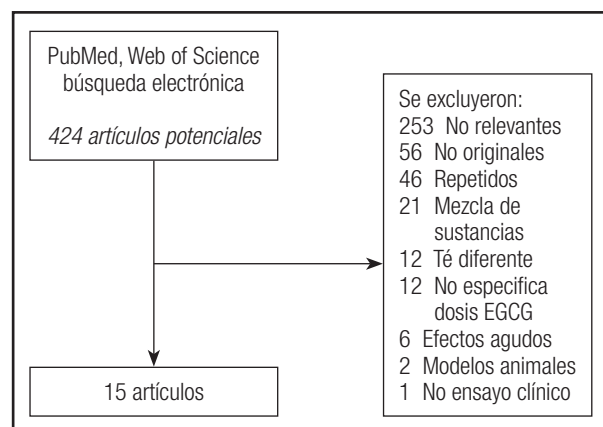 PubMed, Web of Science
búsqueda electrónica
424 artículos potenciales
Se excluyeron:
253 No relevantes
56 No originales
46 Repetidos
21 Mezcla de
sustancias
12 Té diferente
12 No especifica
dosis EGCG
6 Efectos agudos
2 Modelos animales
1 No ensayo clínico
15 artículos